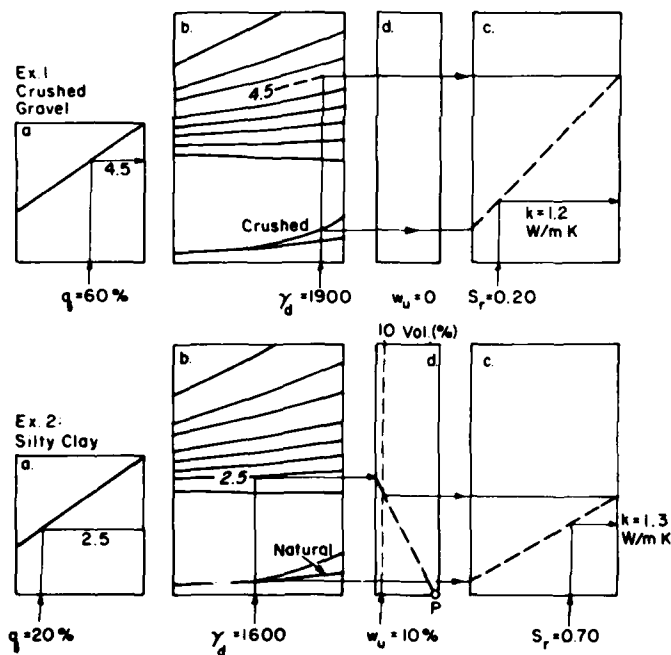 Ex. 1
Crushed
Gravel
a
4.5
q = 60 %
b.
4.5
Crushed
γd = 1900
d.
wu = 0
c.
k = 1.2
W/m K
Sr = 0.20
Ex. 2:
Silty Clay
a.
2.5
q = 20 %
b.
2.5
Natural
γd = 1600
10 Vol. (%)
d.
P
wu = 10%
c.
k = 1.3
W/m K
Sr = 0.70